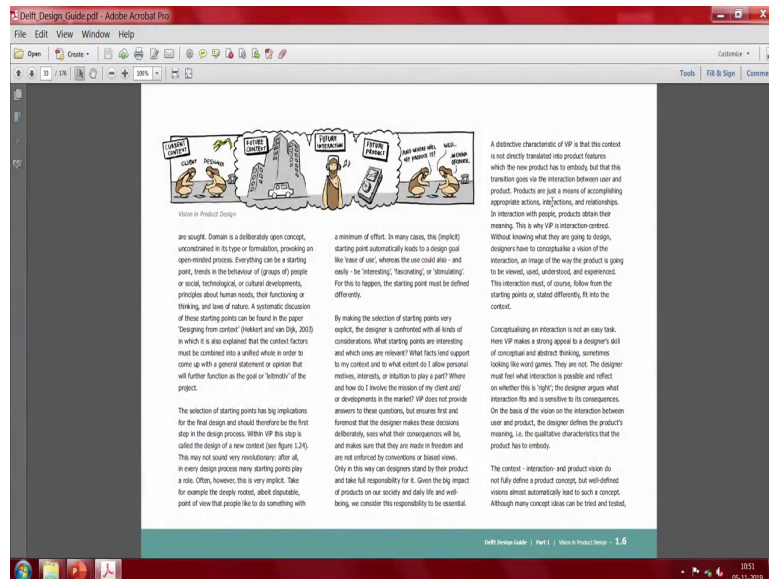 Delft_Design_Guide.pdf - Adobe Acrobat Pro
File Edit View Window Help
Open Create Customize
33 / 176 100% Tools Fill & Sign Comme
CURRENT CONTEXT
CLIENT DESIGNER
FUTURE CONTEXT
FUTURE INTERACTION
FUTURE PRODUCT
AND WHERE WILL WE PRODUCE IT?
WELL.. IN CHINA OFCOURSE..
Vision in Product Design
are sought. Domain is a deliberately open concept,
unconstrained in its type or formulation, provoking an
open-minded process. Everything can be a starting
point, trends in the behaviour of (groups of) people
or social, technological, or cultural developments,
principles about human needs, their functioning or
thinking, and laws of nature. A systematic discussion
of these starting points can be found in the paper
'Designing from context' (Hekkert and van Dijk, 2003)
in which it is also explained that the context factors
must be combined into a unified whole in order to
come up with a general statement or opinion that
will further function as the goal or 'leitmotiv' of the
project.
The selection of starting points has big implications
for the final design and should therefore be the first
step in the design process. Within ViP this step is
called the design of a new context (see figure 1.24).
This may not sound very revolutionary: after all,
in every design process many starting points play
a role. Often, however, this is very implicit. Take
for example the deeply rooted, albeit disputable,
point of view that people like to do something with
a minimum of effort. In many cases, this (implicit)
starting point automatically leads to a design goal
like 'ease of use', whereas the use could also - and
easily - be 'interesting', 'fascinating', or 'stimulating'.
For this to happen, the starting point must be defined
differently.
By making the selection of starting points very
explicit, the designer is confronted with all kinds of
considerations. What starting points are interesting
and which ones are relevant? What facts lend support
to my context and to what extent do I allow personal
motives, interests, or intuition to play a part? Where
and how do I involve the mission of my client and/
or developments in the market? ViP does not provide
answers to these questions, but ensures first and
foremost that the designer makes these decisions
deliberately, sees what their consequences will be,
and makes sure that they are made in freedom and
are not enforced by conventions or biased views.
Only in this way can designers stand by their product
and take full responsibility for it. Given the big impact
of products on our society and daily life and well-
being, we consider this responsibility to be essential.
A distinctive characteristic of ViP is that this context
is not directly translated into product features
which the new product has to embody, but that this
transition goes via the interaction between user and
product. Products are just a means of accomplishing
appropriate actions, interactions, and relationships.
In interaction with people, products obtain their
meaning. This is why ViP is interaction-centred.
Without knowing what they are going to design,
designers have to conceptualise a vision of the
interaction, an image of the way the product is going
to be viewed, used, understood, and experienced.
This interaction must, of course, follow from the
starting points or, stated differently, fit into the
context.
Conceptualising an interaction is not an easy task.
Here ViP makes a strong appeal to a designer's skill
of conceptual and abstract thinking, sometimes
looking like word games. They are not. The designer
must feel what interaction is possible and reflect
on whether this is 'right'; the designer argues what
interaction fits and is sensitive to its consequences.
On the basis of the vision on the interaction between
user and product, the designer defines the product's
meaning, i.e. the qualitative characteristics that the
product has to embody.
The context - interaction- and product vision do
not fully define a product concept, but well-defined
visions almost automatically lead to such a concept.
Although many concept ideas can be tried and tested,
Delft Design Guide | Part 1 | Vision in Product Design - 1.6
10:51
05-11-2019